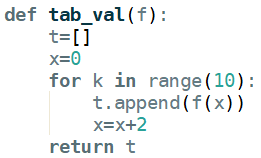 def tab_val(f):
    t=[]
    x=0
    for k in range(10):
        t.append(f(x))
        x=x+2
    return t